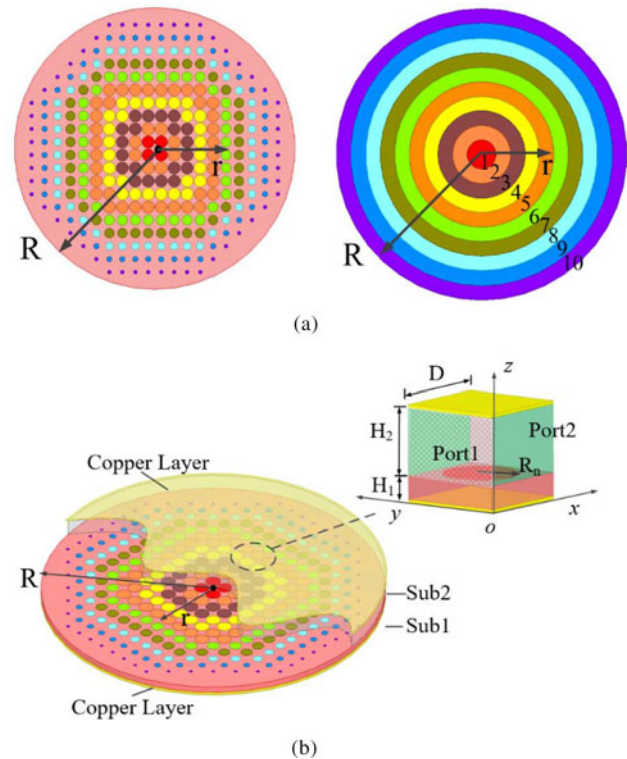 r
R
1
2
3
4
5
6
7
8
9
10
r
R
(a)
D
z
H2
Port1
Port2
Rn
H1
y
o
x
Copper Layer
R
r
Sub2
Sub1
Copper Layer
(b)